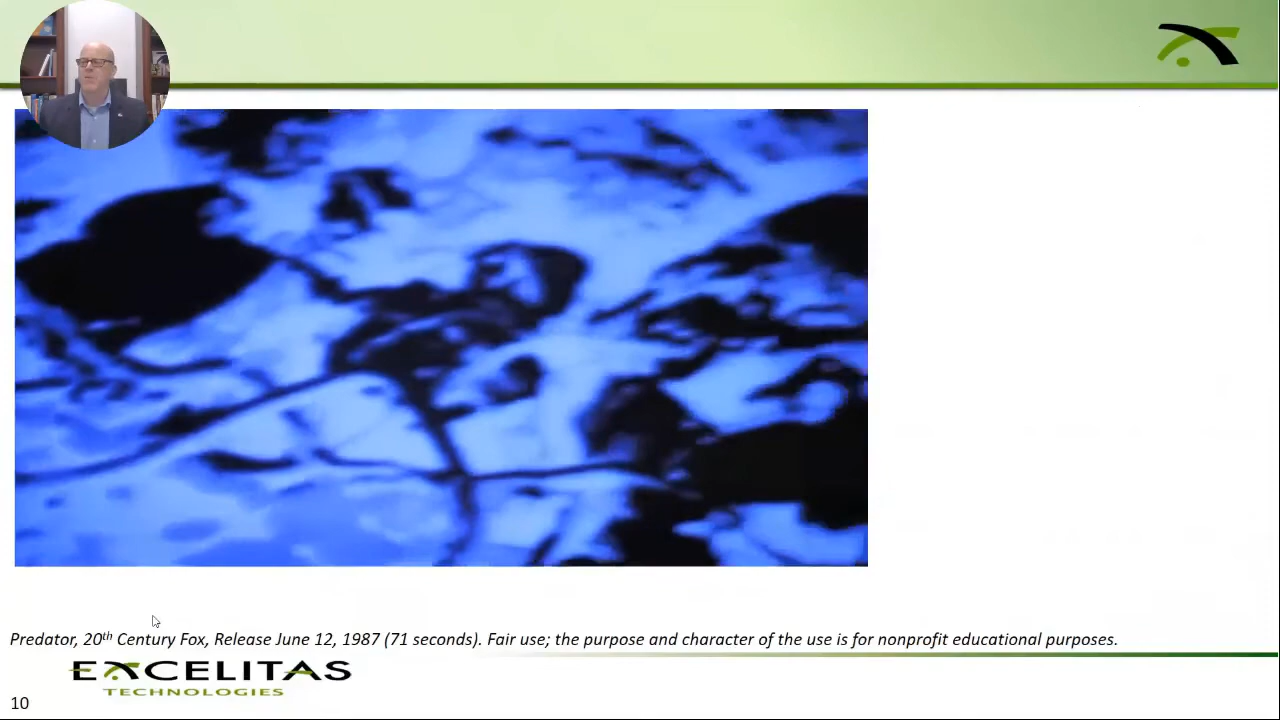 Predator, 20th Century Fox, Release June 12, 1987 (71 seconds). Fair use; the purpose and character of the use is for nonprofit educational purposes.
EXCELITAS
TECHNOLOGIES
10